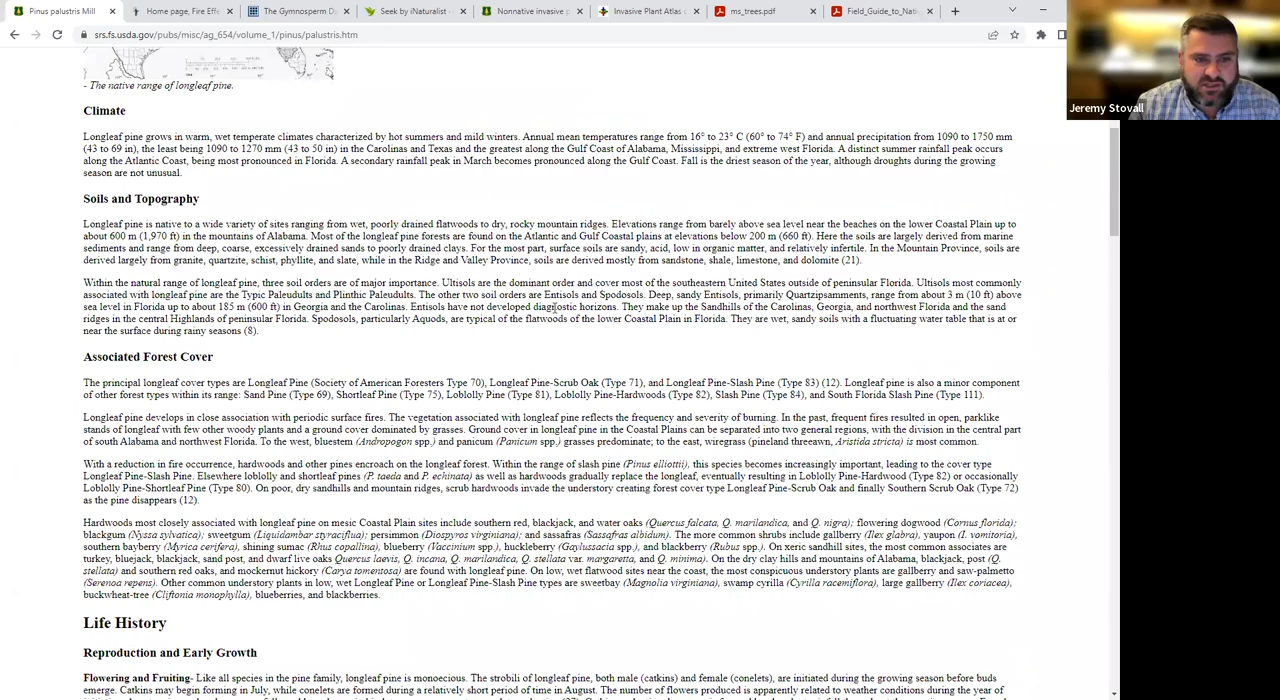 Pinus palustris Mill
Home page, Fire Effe
The Gymnosperm D
Seek by iNaturalist
Nonnative invasive p
Invasive Plant Atlas o
ms_trees.pdf
Field_Guide_to_Nati
srs.fs.usda.gov/pubs/misc/ag_654/volume_1/pinus/palustris.htm
Jeremy Stovall
- The native range of longleaf pine.
Climate
Longleaf pine grows in warm, wet temperate climates characterized by hot summers and mild winters. Annual mean temperatures range from 16° to 23° C (60° to 74° F) and annual precipitation from 1090 to 1750 mm
(43 to 69 in), the least being 1090 to 1270 mm (43 to 50 in) in the Carolinas and Texas and the greatest along the Gulf Coast of Alabama, Mississippi, and extreme west Florida. A distinct summer rainfall peak occurs
along the Atlantic Coast, being most pronounced in Florida. A secondary rainfall peak in March becomes pronounced along the Gulf Coast. Fall is the driest season of the year, although droughts during the growing
season are not unusual.
Soils and Topography
Longleaf pine is native to a wide variety of sites ranging from wet, poorly drained flatwoods to dry, rocky mountain ridges. Elevations range from barely above sea level near the beaches on the lower Coastal Plain up to
about 600 m (1,970 ft) in the mountains of Alabama. Most of the longleaf pine forests are found on the Atlantic and Gulf Coastal plains at elevations below 200 m (660 ft). Here the soils are largely derived from marine
sediments and range from deep, coarse, excessively drained sands to poorly drained clays. For the most part, surface soils are sandy, acid, low in organic matter, and relatively infertile. In the Mountain Province, soils are
derived largely from granite, quartzite, schist, phyllite, and slate, while in the Ridge and Valley Province, soils are derived mostly from sandstone, shale, limestone, and dolomite (21).
Within the natural range of longleaf pine, three soil orders are of major importance. Ultisols are the dominant order and cover most of the southeastern United States outside of peninsular Florida. Ultisols most commonly
associated with longleaf pine are the Typic Paleudults and Plinthic Paleudults. The other two soil orders are Entisols and Spodosols. Deep, sandy Entisols, primarily Quartzipsamments, range from about 3 m (10 ft) above
sea level in Florida up to about 185 m (600 ft) in Georgia and the Carolinas. Entisols have not developed diagnostic horizons. They make up the Sandhills of the Carolinas, Georgia, and northwest Florida and the sand
ridges in the central Highlands of peninsular Florida. Spodosols, particularly Aquods, are typical of the flatwoods of the lower Coastal Plain in Florida. They are wet, sandy soils with a fluctuating water table that is at or
near the surface during rainy seasons (8).
Associated Forest Cover
The principal longleaf cover types are Longleaf Pine (Society of American Foresters Type 70), Longleaf Pine-Scrub Oak (Type 71), and Longleaf Pine-Slash Pine (Type 83) (12). Longleaf pine is also a minor component
of other forest types within its range: Sand Pine (Type 69), Shortleaf Pine (Type 75), Loblolly Pine (Type 81), Loblolly Pine-Hardwoods (Type 82), Slash Pine (Type 84), and South Florida Slash Pine (Type 111).
Longleaf pine develops in close association with periodic surface fires. The vegetation associated with longleaf pine reflects the frequency and severity of burning. In the past, frequent fires resulted in open, parklike
stands of longleaf with few other woody plants and a ground cover dominated by grasses. Ground cover in longleaf pine in the Coastal Plains can be separated into two general regions, with the division in the central part
of south Alabama and northwest Florida. To the west, bluestem (Andropogon spp.) and panicum (Panicum spp.) grasses predominate; to the east, wiregrass (pineland threeawn, Aristida stricta) is most common.
With a reduction in fire occurrence, hardwoods and other pines encroach on the longleaf forest. Within the range of slash pine (Pinus elliottii), this species becomes increasingly important, leading to the cover type
Longleaf Pine-Slash Pine. Elsewhere loblolly and shortleaf pines (P. taeda and P. echinata) as well as hardwoods gradually replace the longleaf, eventually resulting in Loblolly Pine-Hardwood (Type 82) or occasionally
Loblolly Pine-Shortleaf Pine (Type 80). On poor, dry sandhills and mountain ridges, scrub hardwoods invade the understory creating forest cover type Longleaf Pine-Scrub Oak and finally Southern Scrub Oak (Type 72)
as the pine disappears (12).
Hardwoods most closely associated with longleaf pine on mesic Coastal Plain sites include southern red, blackjack, and water oaks (Quercus falcata, Q. marilandica, and Q. nigra); flowering dogwood (Cornus florida);
blackgum (Nyssa sylvatica); sweetgum (Liquidambar styraciflua); persimmon (Diospyros virginiana); and sassafras (Sassafras albidum). The more common shrubs include gallberry (Ilex glabra), yaupon (I. vomitoria),
southern bayberry (Myrica cerifera), shining sumac (Rhus copallina), blueberry (Vaccinium spp.), huckleberry (Gaylussacia spp.), and blackberry (Rubus spp.). On xeric sandhill sites, the most common associates are
turkey, bluejack, blackjack, sand post, and dwarf live oaks Quercus laevis, Q. incana, Q. marilandica, Q. stellata var. margaretta, and Q. minima). On the dry clay hills and mountains of Alabama, blackjack, post (Q.
stellata) and southern red oaks, and mockernut hickory (Carya tomentosa) are found with longleaf pine. On low, wet flatwood sites near the coast, the most conspicuous understory plants are gallberry and saw-palmetto
(Serenoa repens). Other common understory plants in low, wet Longleaf Pine or Longleaf Pine-Slash Pine types are sweetbay (Magnolia virginiana), swamp cyrilla (Cyrilla racemiflora), large gallberry (Ilex coriacea),
buckwheat-tree (Cliftonia monophylla), blueberries, and blackberries.
Life History
Reproduction and Early Growth
Flowering and Fruiting- Like all species in the pine family, longleaf pine is monoecious. The strobili of longleaf pine, both male (catkins) and female (conelets), are initiated during the growing season before buds
emerge. Catkins may begin forming in July, while conelets are formed during a relatively short period of time in August. The number of flowers produced is apparently related to weather conditions during the year of